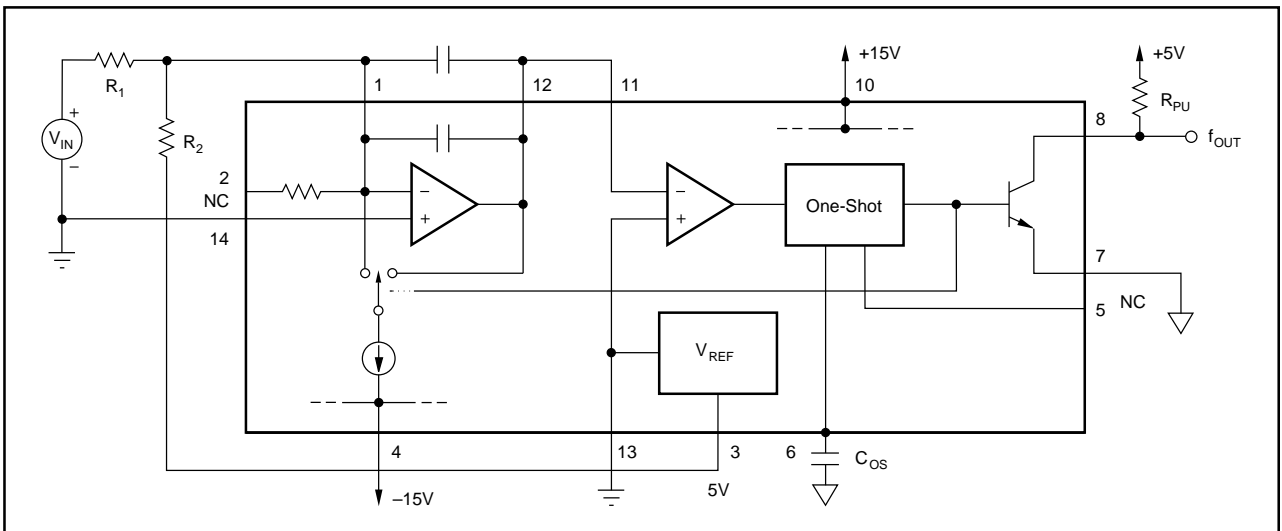 +15V
+5V
R1
1
12
11
10
RPU
8
fOUT
+
VIN
–
R2
2
NC
–
+
–
+
One-Shot
14
7
5
NC
VREF
4
13
3
6
COS
5V
–15V